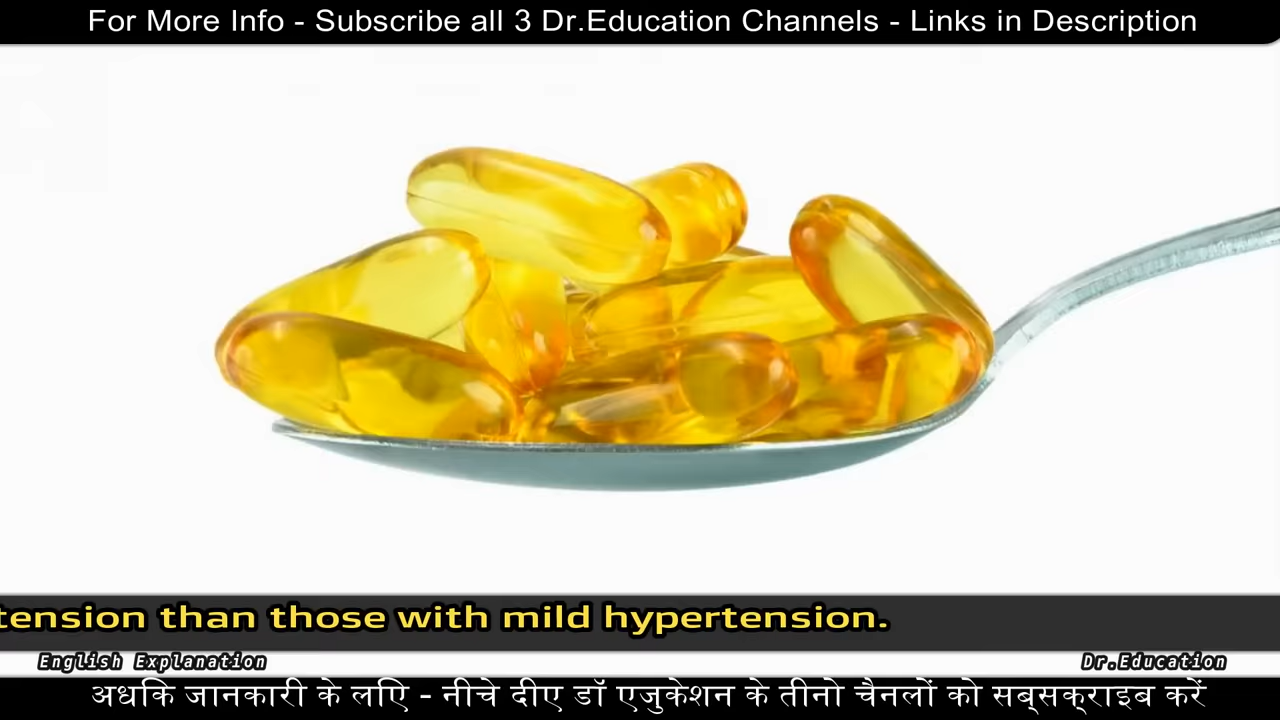 For More Info - Subscribe all 3 Dr.Education Channels - Links in Description
tension than those with mild hypertension.
English Explanation
Dr.Education
अधकिि जानकारी के लएिि - नीचे दीए डॉ एजुकेशन के तीनो चैनलों को सब्सक्राइब करें